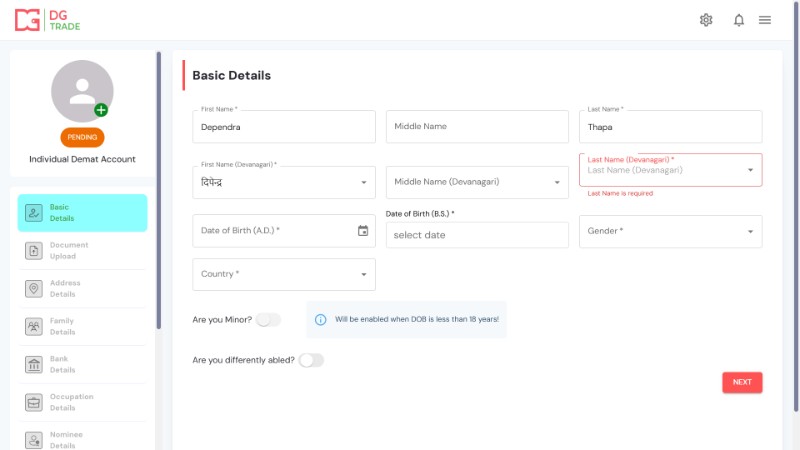 DG
TRADE
PENDING
Individual Demat Account
Basic
Details
Document
Upload
Address
Details
Family
Details
Bank
Details
Occupation
Details
Nominee
Details
Basic Details
First Name *
Dependra
Middle Name
Last Name *
Thapa
First Name (Devanagari) *
दिपेन्द्र
Middle Name (Devanagari)
Last Name (Devanagari) *
Last Name (Devanagari)
Last Name is required
Date of Birth (A.D.) *
Date of Birth (B.S.) *
select date
Gender *
Country *
Are you Minor?
Will be enabled when DOB is less than 18 years!
Are you differently abled?
NEXT